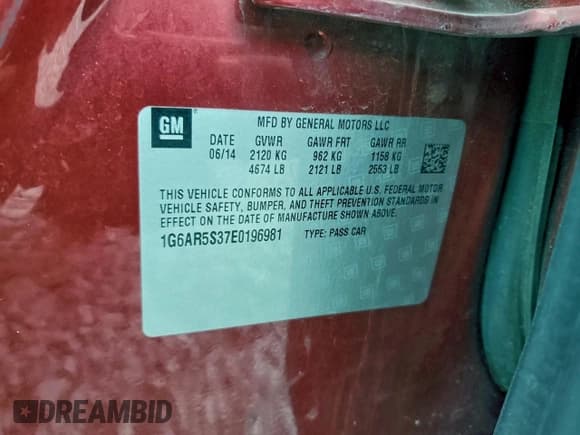 GM
MFD BY GENERAL MOTORS LLC
DATE GVWR GAWR FRT GAWR RR
06/14 2120 KG 962 KG 1158 KG
4674 LB 2121 LB 2553 LB
THIS VEHICLE CONFORMS TO ALL APPLICABLE U.S. FEDERAL MOTOR
VEHICLE SAFETY, BUMPER, AND THEFT PREVENTION STANDARDS IN
EFFECT ON THE DATE OF MANUFACTURE SHOWN ABOVE.
1G6AR5S37E0196981 TYPE: PASS CAR
DREAMBID